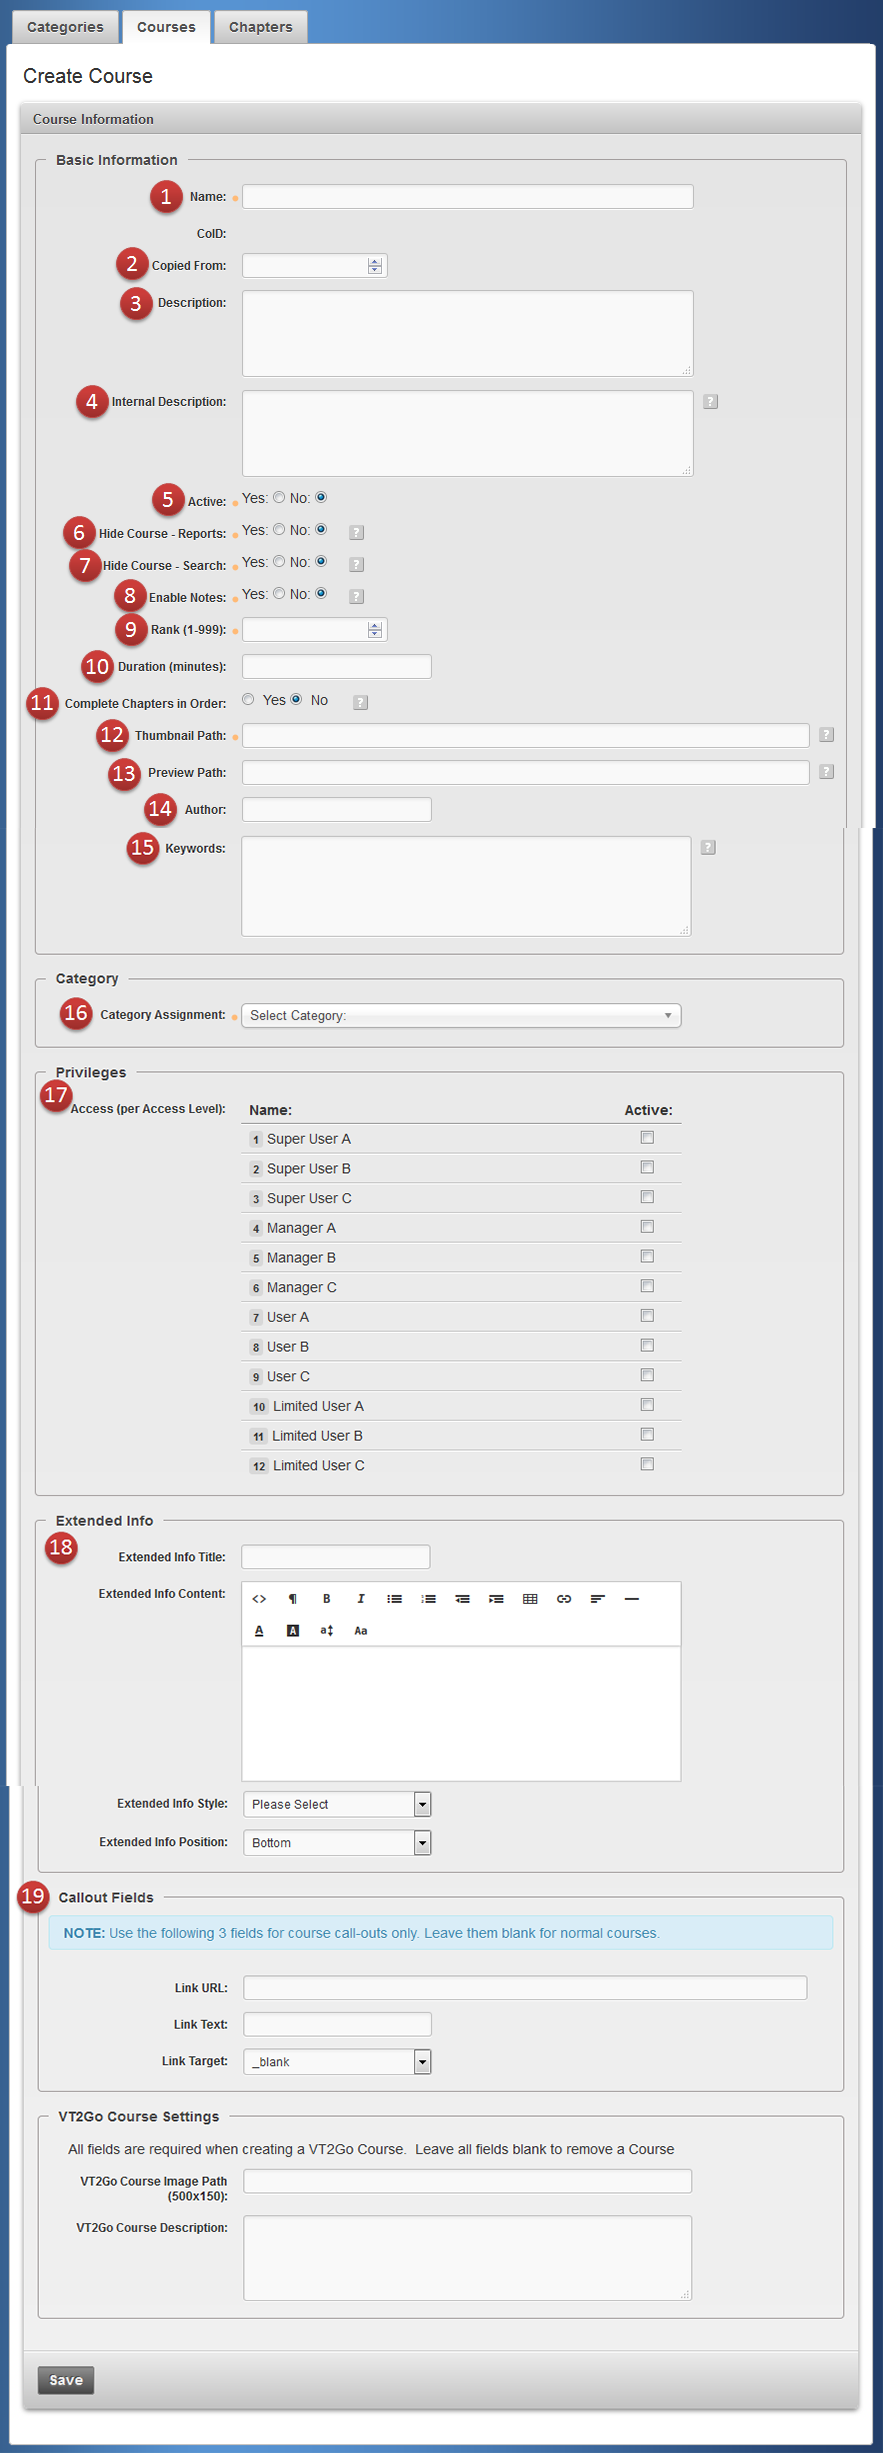 Categories Courses Chapters
Create Course
Course Information
Basic Information
1 Name:
CoID:
2 Copied From:
3 Description:
4 Internal Description: ?
5 Active: Yes: No:
6 Hide Course - Reports: Yes: No: ?
7 Hide Course - Search: Yes: No: ?
8 Enable Notes: Yes: No: ?
9 Rank (1-999):
10 Duration (minutes):
11 Complete Chapters in Order: Yes No ?
12 Thumbnail Path: ?
13 Preview Path: ?
14 Author:
15 Keywords: ?
Category
16 Category Assignment: Select Category:
Privileges
17 Access (per Access Level): Name: Active:
1 Super User A
2 Super User B
3 Super User C
4 Manager A
5 Manager B
6 Manager C
7 User A
8 User B
9 User C
10 Limited User A
11 Limited User B
12 Limited User C
Extended Info
18 Extended Info Title:
Extended Info Content: <> ¶ B I
A A a Aa
Extended Info Style: Please Select
Extended Info Position: Bottom
19 Callout Fields
NOTE: Use the following 3 fields for course call-outs only. Leave them blank for normal courses.
Link URL:
Link Text:
Link Target: _blank
VT2Go Course Settings
All fields are required when creating a VT2Go Course. Leave all fields blank to remove a Course
VT2Go Course Image Path
(500x150):
VT2Go Course Description:
Save